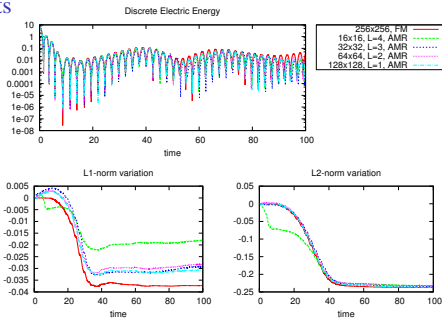 ts
Discrete Electric Energy
10
1
0.1
0.01
0.001
0.0001
1e-05
1e-06
1e-07
1e-08
0 20 40 60 80 100
time
256x256, FM
16x16, L=4, AMR
32x32, L=3, AMR
64x64, L=2, AMR
128x128, L=1, AMR
L1-norm variation
0.005
0
-0.005
-0.01
-0.015
-0.02
-0.025
-0.03
-0.035
-0.04
0 20 40 60 80 100
time
L2-norm variation
0.05
0
-0.05
-0.1
-0.15
-0.2
-0.25
0 20 40 60 80 100
time